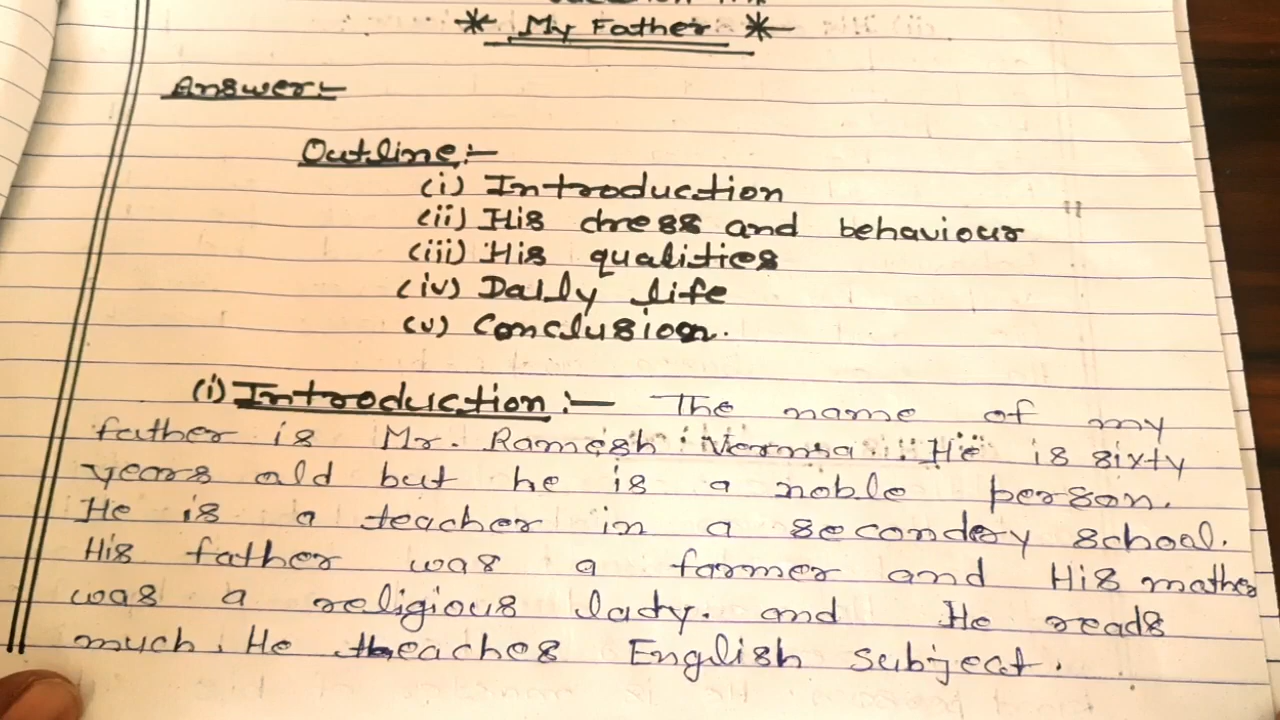 * My Father *
Answer:-
Outline:-
(i) Introduction
(ii) His dress and behaviour
(iii) His qualities
(iv) Daily life
(v) Conclusion.
(i) Introduction :- The name of my
father is Mr. Ramesh Verma. He is sixty
years old but he is a noble person.
He is a teacher in a secondry school.
His father was a farmer and His mother
was a religious lady. and He reads
much. He teaches English subject.